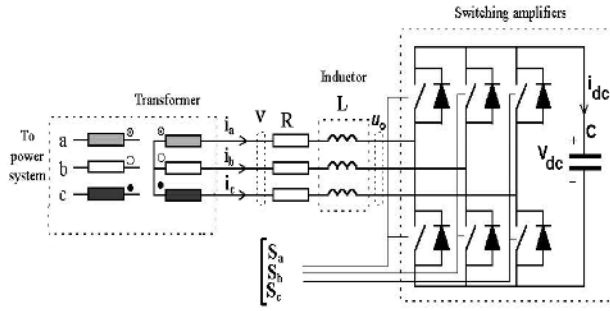 Switching amplifiers
Transformer
Inductor
To
power
system
a
b
c
i_a
i_b
i_c
V
R
L
u_o
i_dc
C
+
V_dc
-
S_a
S_b
S_c